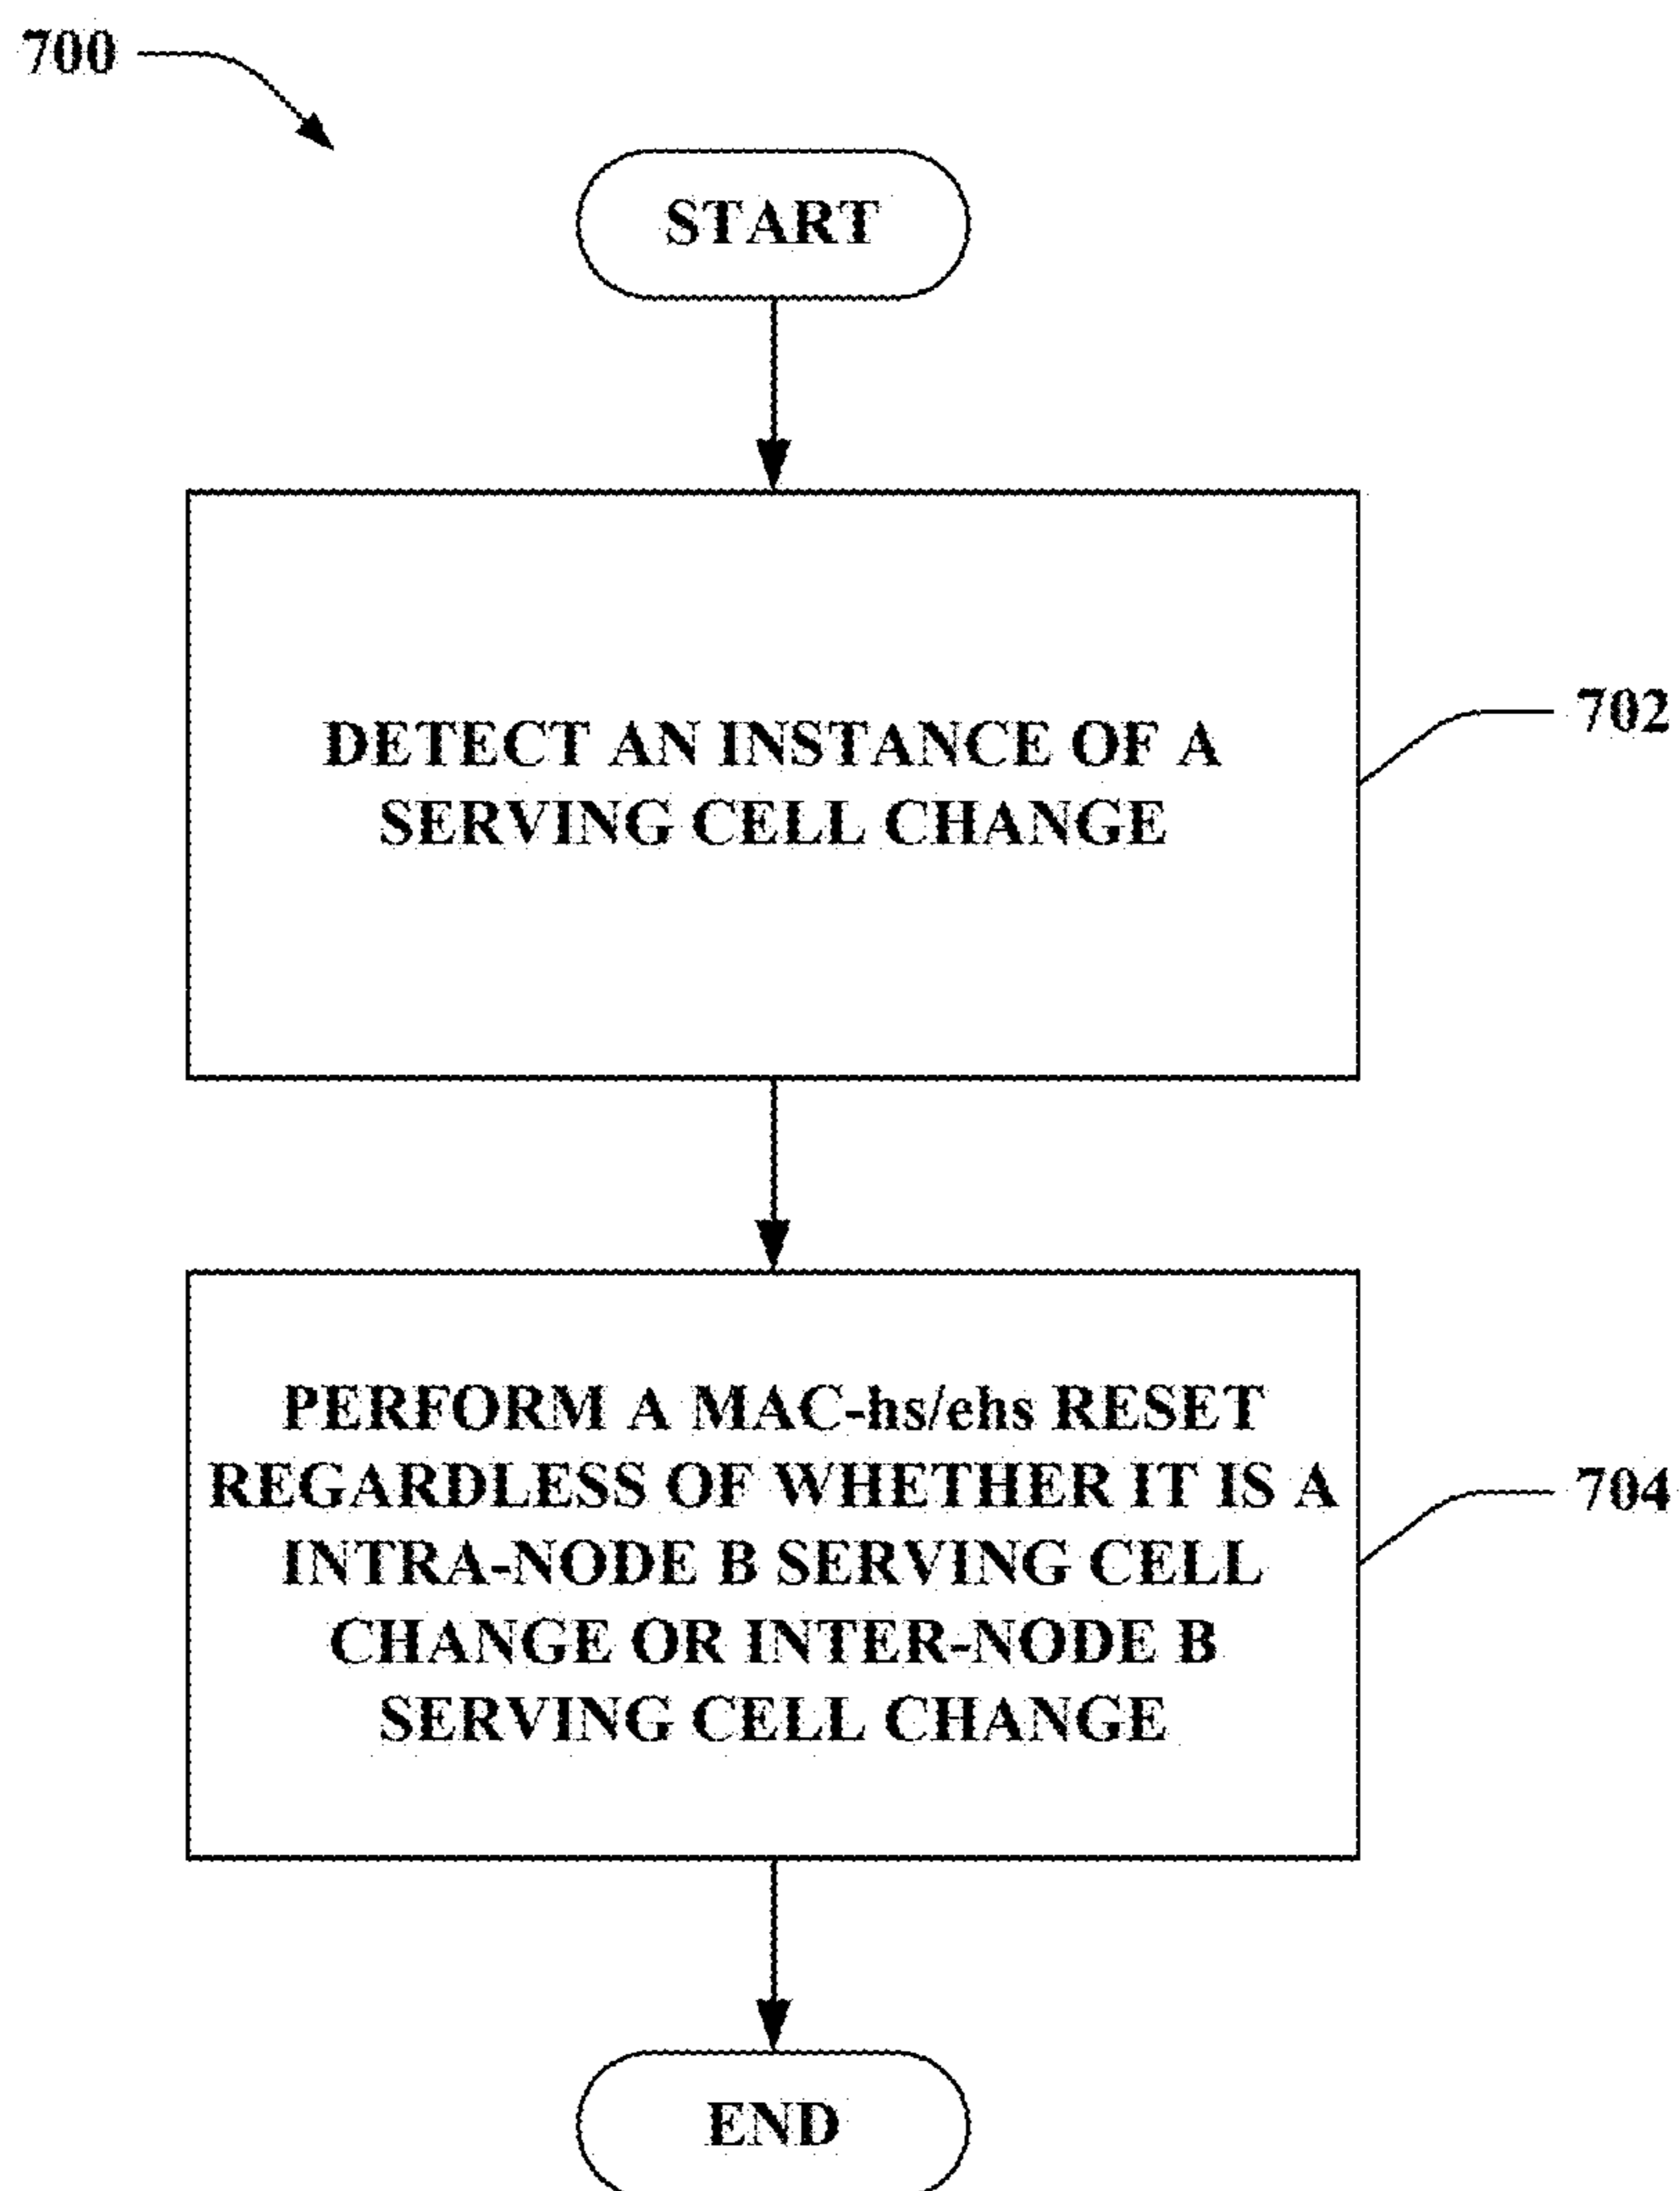 700
START
DETECT AN INSTANCE OF A
SERVING CELL CHANGE
702
PERFORM A MAC-hs/ehs RESET
REGARDLESS OF WHETHER IT IS A
INTRA-NODE B SERVING CELL
CHANGE OR INTER-NODE B
SERVING CELL CHANGE
704
END